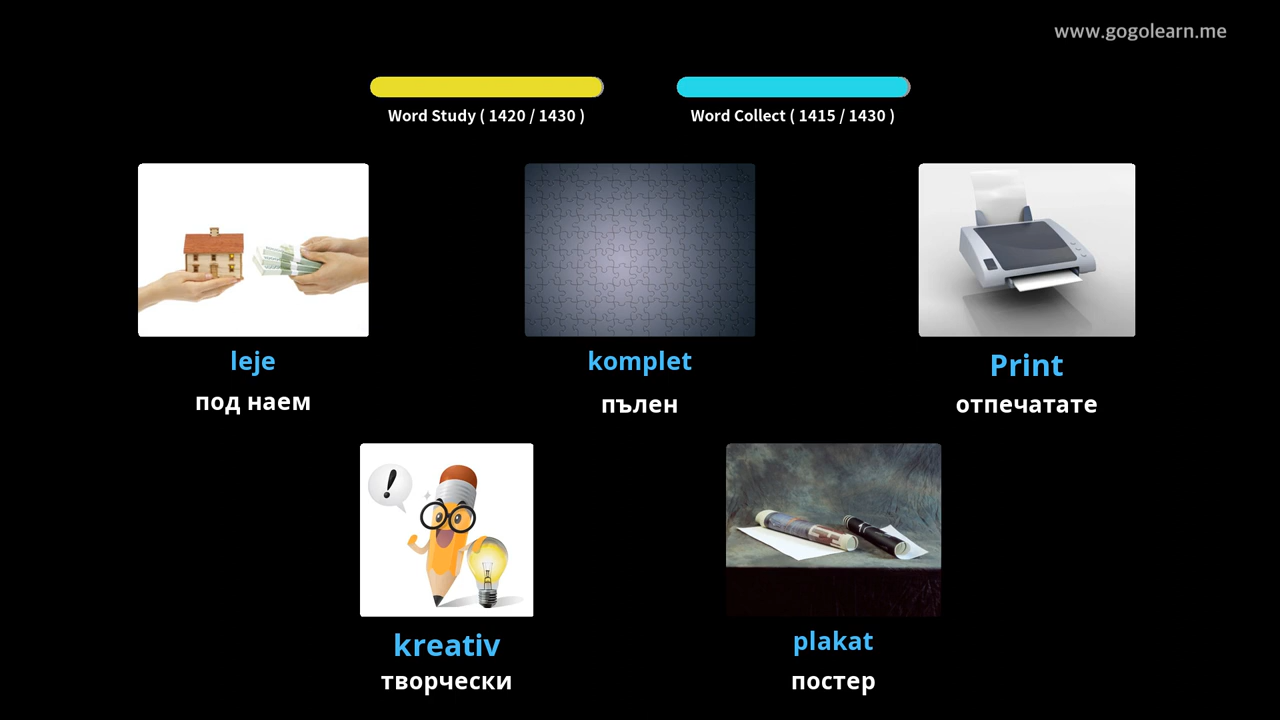 www.gogolearn.me
Word Study ( 1420 / 1430 )
Word Collect ( 1415 / 1430 )
leje
под наем
komplet
пълен
Print
отпечатате
kreativ
творчески
plakat
постер